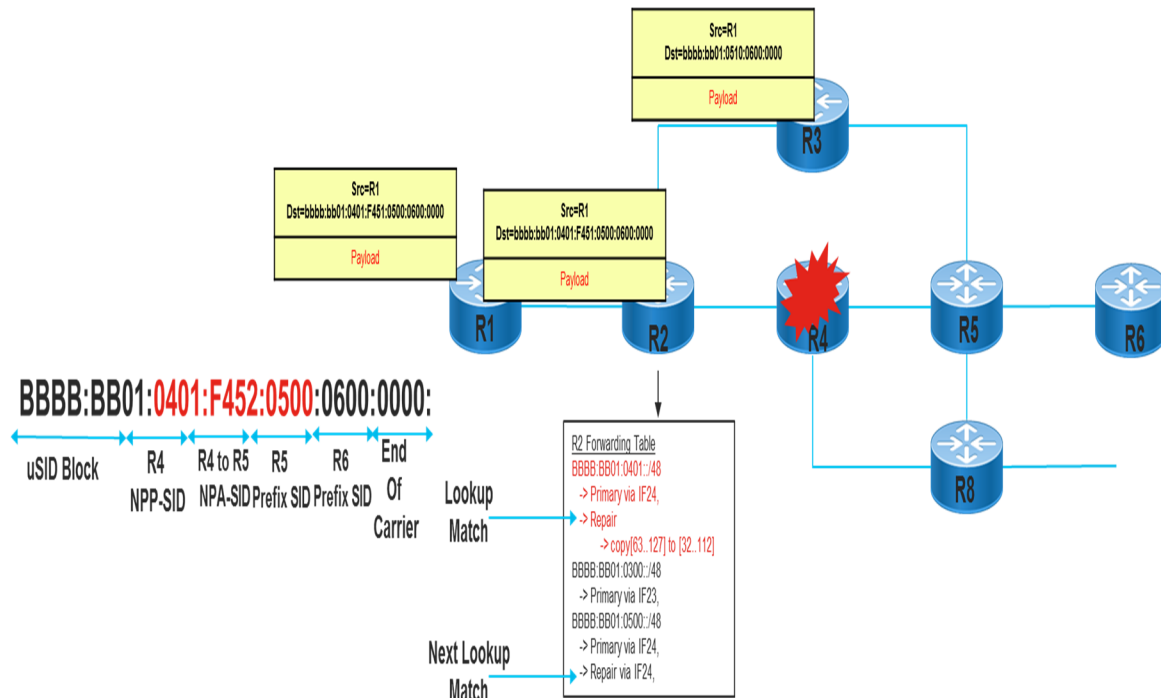 Src=R1
Dst=bbbb:bb01:0510:0600:0000
Payload
R3
Src=R1
Dst=bbbb:bb01:0401:F451:0500:0600:0000
Payload
Src=R1
Dst=bbbb:bb01:0401:F451:0500:0600:0000
Payload
R1
R2
R4
R5
R6
BBBB:BB01:0401:F452:0500:0600:0000:
uSID Block
R4
NPP-SID
R4 to R5
NPA-SID
R5
Prefix SID
R6
Prefix SID
End
Of
Carrier
Lookup
Match
Next Lookup
Match
R2 Forwarding Table
BBBB:BB01:0401::/48
-> Primary via IF24,
-> Repair
-> copy[63..127] to [32..112]
BBBB:BB01:0300::/48
-> Primary via IF23,
BBBB:BB01:0500::/48
-> Primary via IF24,
-> Repair via IF24,
R8